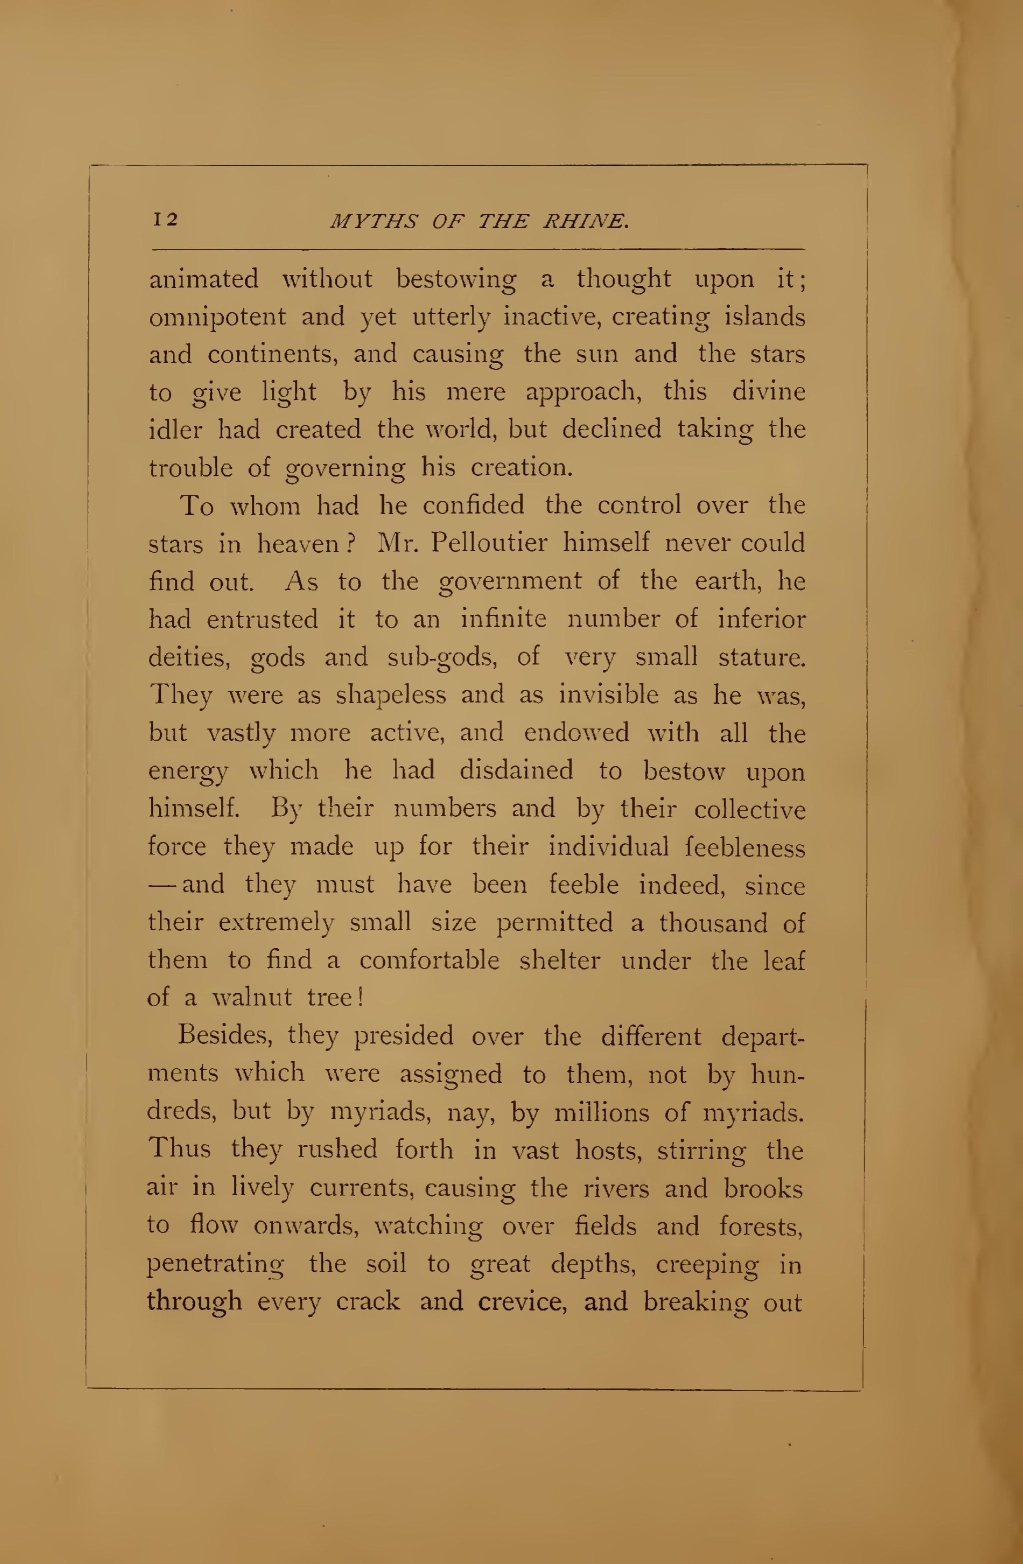 12 MYTHS OF THE RHINE.
animated without bestowing a thought upon it;
omnipotent and yet utterly inactive, creating islands
and continents, and causing the sun and the stars
to give light by his mere approach, this divine
idler had created the world, but declined taking the
trouble of governing his creation.
To whom had he confided the control over the
stars in heaven? Mr. Pelloutier himself never could
find out. As to the government of the earth, he
had entrusted it to an infinite number of inferior
deities, gods and sub-gods, of very small stature.
They were as shapeless and as invisible as he was,
but vastly more active, and endowed with all the
energy which he had disdained to bestow upon
himself. By their numbers and by their collective
force they made up for their individual feebleness
—and they must have been feeble indeed, since
their extremely small size permitted a thousand of
them to find a comfortable shelter under the leaf
of a walnut tree!
Besides, they presided over the different depart-
ments which were assigned to them, not by hun-
dreds, but by myriads, nay, by millions of myriads.
Thus they rushed forth in vast hosts, stirring the
air in lively currents, causing the rivers and brooks
to flow onwards, watching over fields and forests,
penetrating the soil to great depths, creeping in
through every crack and crevice, and breaking out